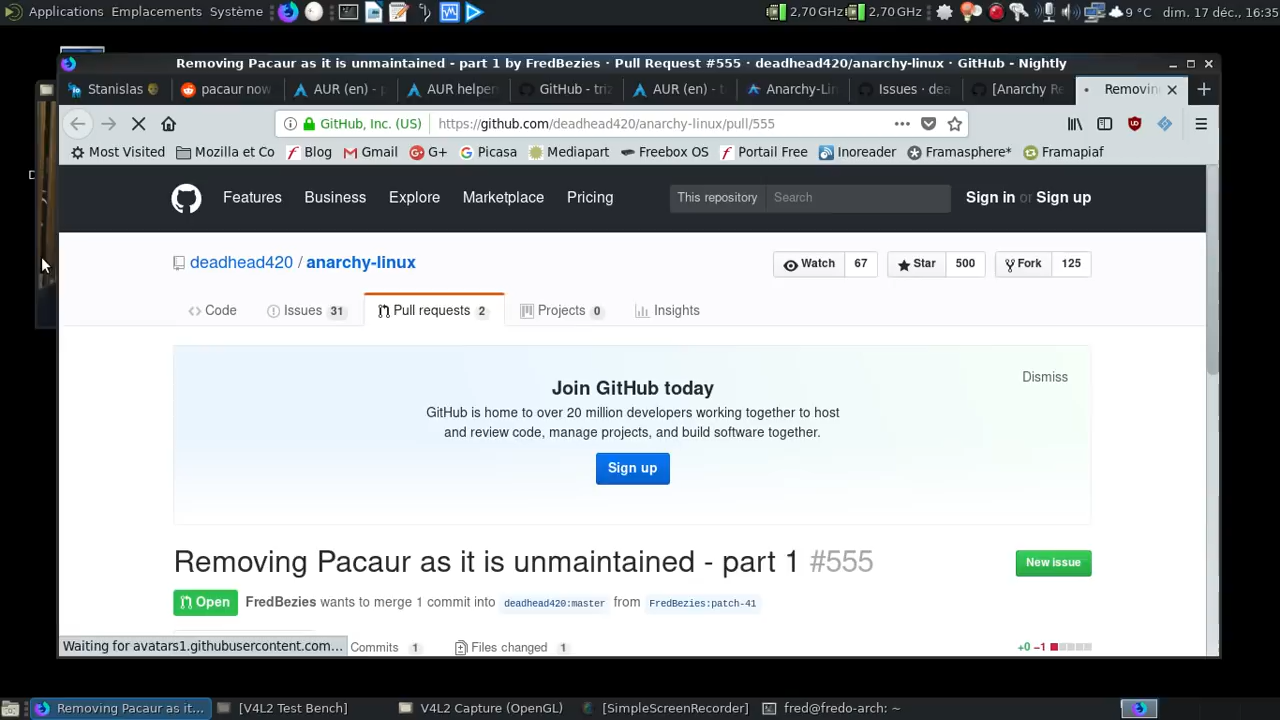 Applications Emplacements Système
2,70 GHz 2,70 GHz
9 °C dim. 17 déc., 16:35
Removing Pacaur as it is unmaintained - part 1 by FredBezies · Pull Request #555 · deadhead420/anarchy-linux · GitHub - Nightly
Stanislas
pacaur now
AUR (en) - p
AUR helpers
GitHub - triz
AUR (en) - t
Anarchy-Lin
Issues · dea
[Anarchy Re
Removin
GitHub, Inc. (US)
https://github.com/deadhead420/anarchy-linux/pull/555
Most Visited
Mozilla et Co
Blog
Gmail
G+
Picasa
Mediapart
Freebox OS
Portail Free
Inoreader
Framasphere*
Framapiaf
Features
Business
Explore
Marketplace
Pricing
This repository
Search
Sign in or Sign up
deadhead420 / anarchy-linux
Watch 67
Star 500
Fork 125
Code
Issues 31
Pull requests 2
Projects 0
Insights
Join GitHub today
Dismiss
GitHub is home to over 20 million developers working together to host
and review code, manage projects, and build software together.
Sign up
Removing Pacaur as it is unmaintained - part 1 #555
New issue
Open
FredBezies wants to merge 1 commit into deadhead420:master from FredBezies:patch-41
Waiting for avatars1.githubusercontent.com…
Commits 1
Files changed 1
+0 −1
Removing Pacaur as it…
[V4L2 Test Bench]
V4L2 Capture (OpenGL)
[SimpleScreenRecorder]
fred@fredo-arch: ~